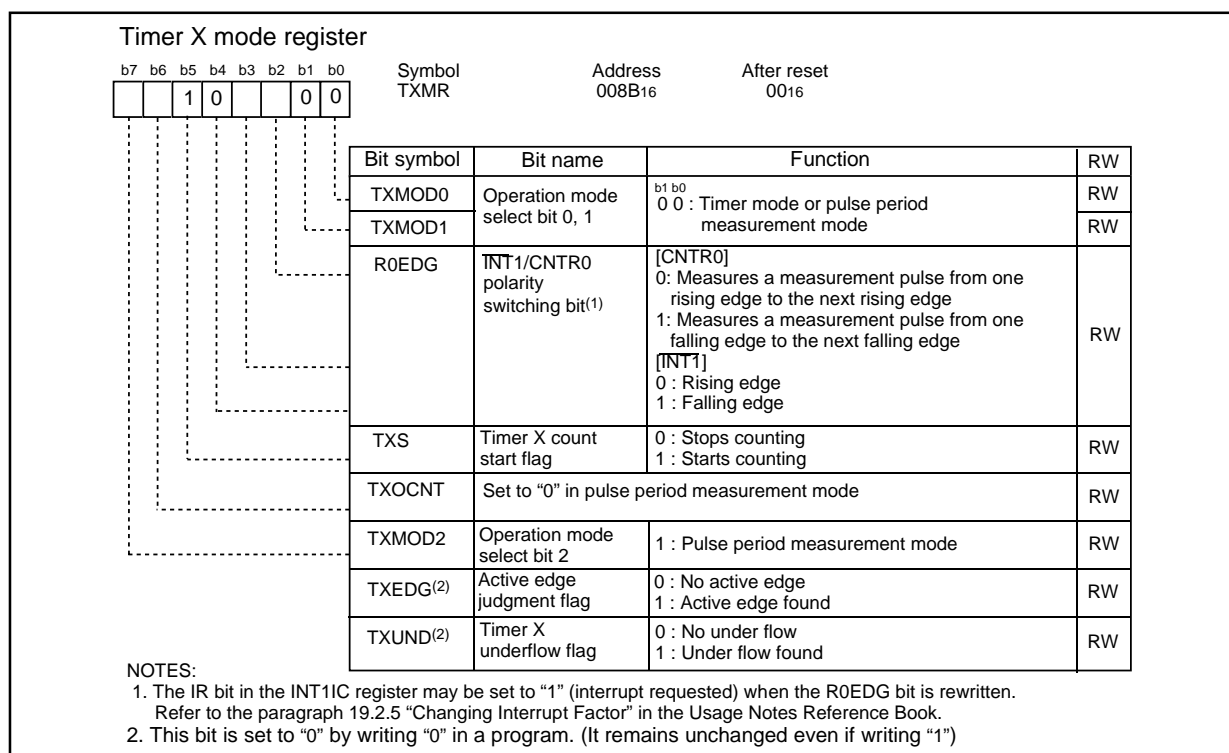 Timer X mode register
b7 b6 b5 b4 b3 b2 b1 b0
Symbol Address After reset
TXMR 008B16 0016
1 0 0 0
Bit symbol Bit name Function RW
TXMOD0 Operation mode select bit 0, 1 b1 b0
0 0 : Timer mode or pulse period
measurement mode RW
TXMOD1 RW
R0EDG INT1/CNTR0
polarity
switching bit(1)
[CNTR0]
0: Measures a measurement pulse from one
rising edge to the next rising edge
1: Measures a measurement pulse from one
falling edge to the next falling edge
[INT1]
0 : Rising edge
1 : Falling edge
RW
TXS Timer X count
start flag
0 : Stops counting
1 : Starts counting
RW
TXOCNT Set to “0” in pulse period measurement mode RW
TXMOD2 Operation mode
select bit 2
1 : Pulse period measurement mode RW
TXEDG(2) Active edge
judgment flag
0 : No active edge
1 : Active edge found
RW
TXUND(2) Timer X
underflow flag
0 : No under flow
1 : Under flow found
RW
NOTES:
1. The IR bit in the INT1IC register may be set to “1” (interrupt requested) when the R0EDG bit is rewritten.
Refer to the paragraph 19.2.5 “Changing Interrupt Factor” in the Usage Notes Reference Book.
2. This bit is set to “0” by writing “0” in a program. (It remains unchanged even if writing “1”)